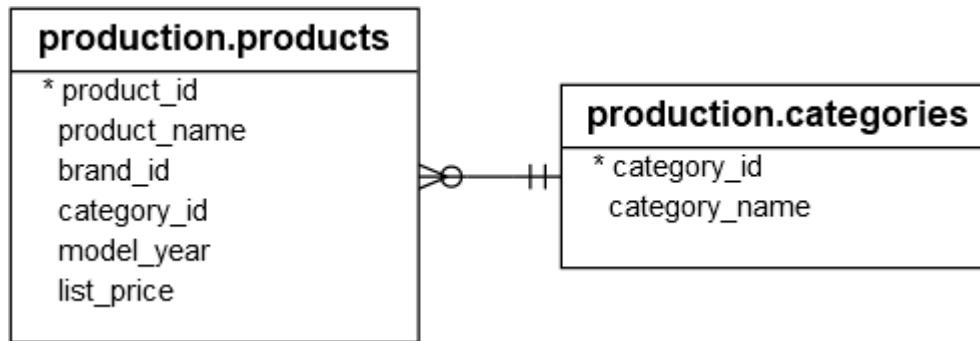 production.products
* product_id
product_name
brand_id
category_id
model_year
list_price
production.categories
* category_id
category_name